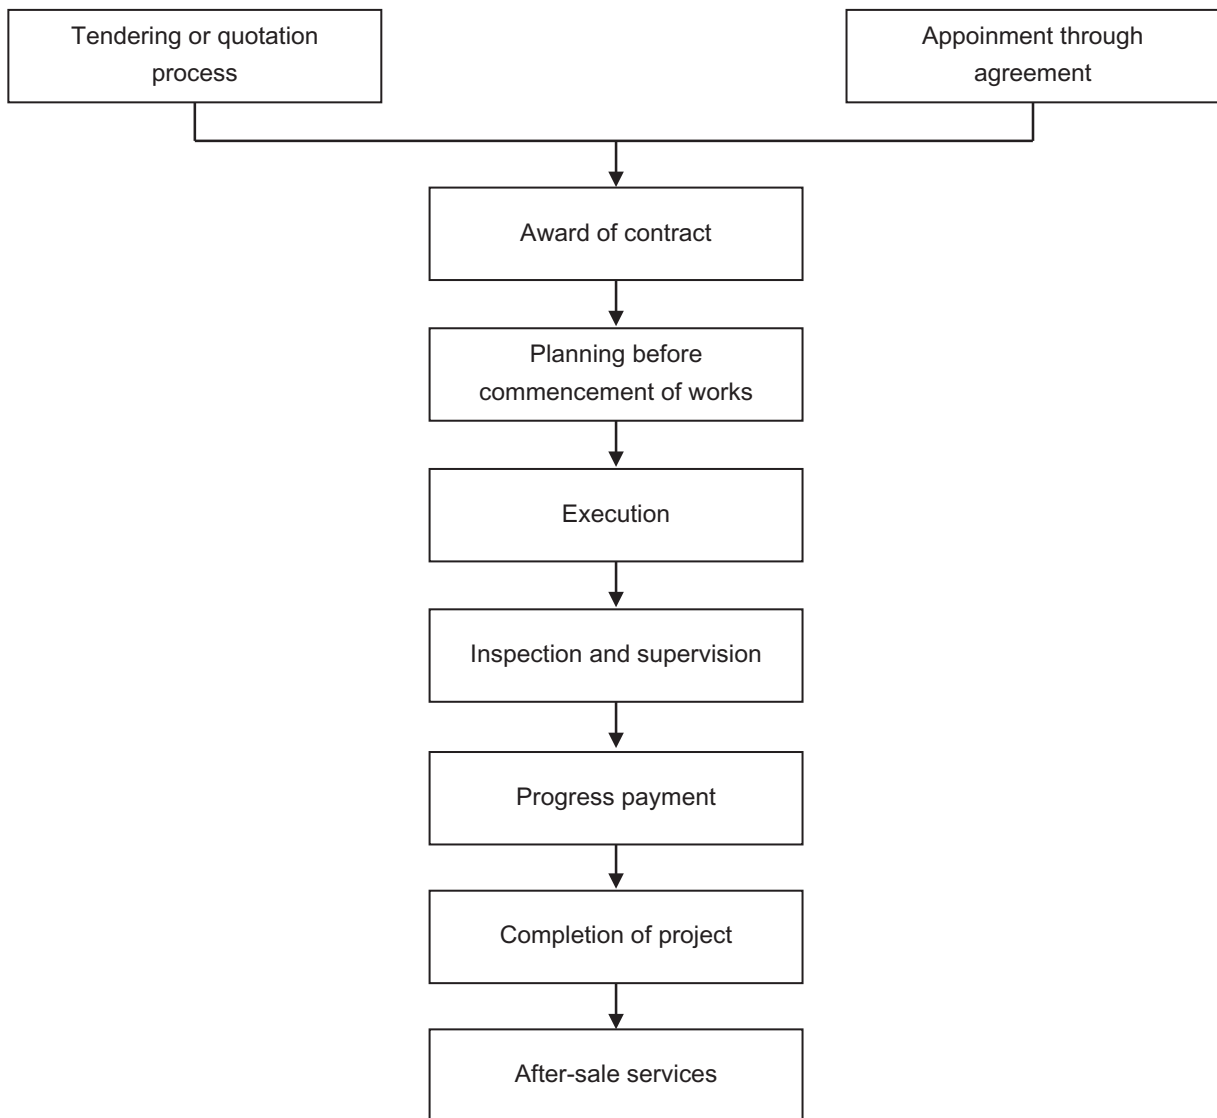 Tendering or quotation
process
Appoinment through
agreement
Award of contract
Planning before
commencement of works
Execution
Inspection and supervision
Progress payment
Completion of project
After-sale services